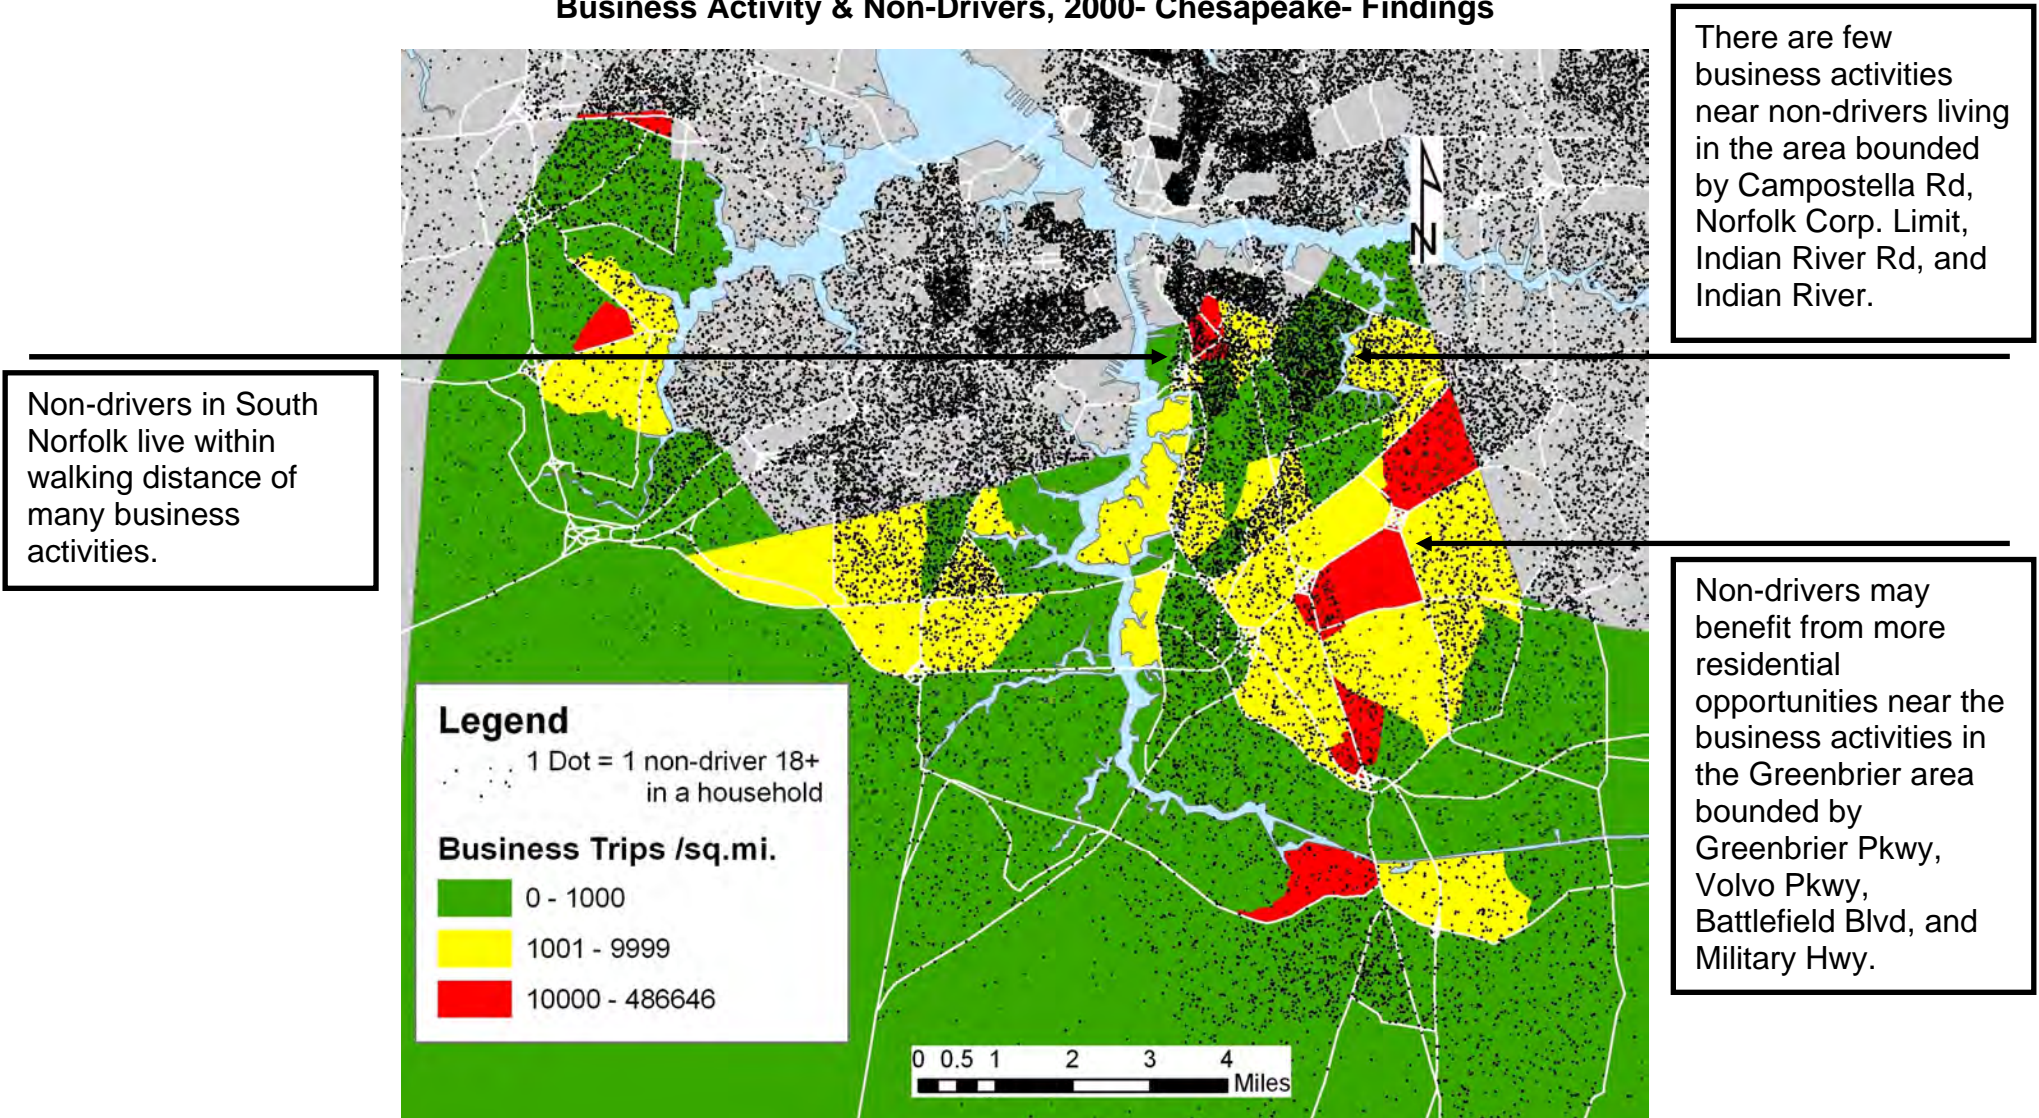 Business Activity & Non-Drivers, 2000- Chesapeake- Findings
There are few
business activities
near non-drivers living
in the area bounded
by Campostella Rd,
Norfolk Corp. Limit,
Indian River Rd, and
Indian River.
Non-drivers in South
Norfolk live within
walking distance of
many business
activities.
Non-drivers may
benefit from more
residential
opportunities near the
business activities in
the Greenbrier area
bounded by
Greenbrier Pkwy,
Volvo Pkwy,
Battlefield Blvd, and
Military Hwy.
N
Legend
1 Dot = 1 non-driver 18+
in a household
Business Trips /sq.mi.
0 - 1000
1001 - 9999
10000 - 486646
0 0.5 1 2 3 4
Miles